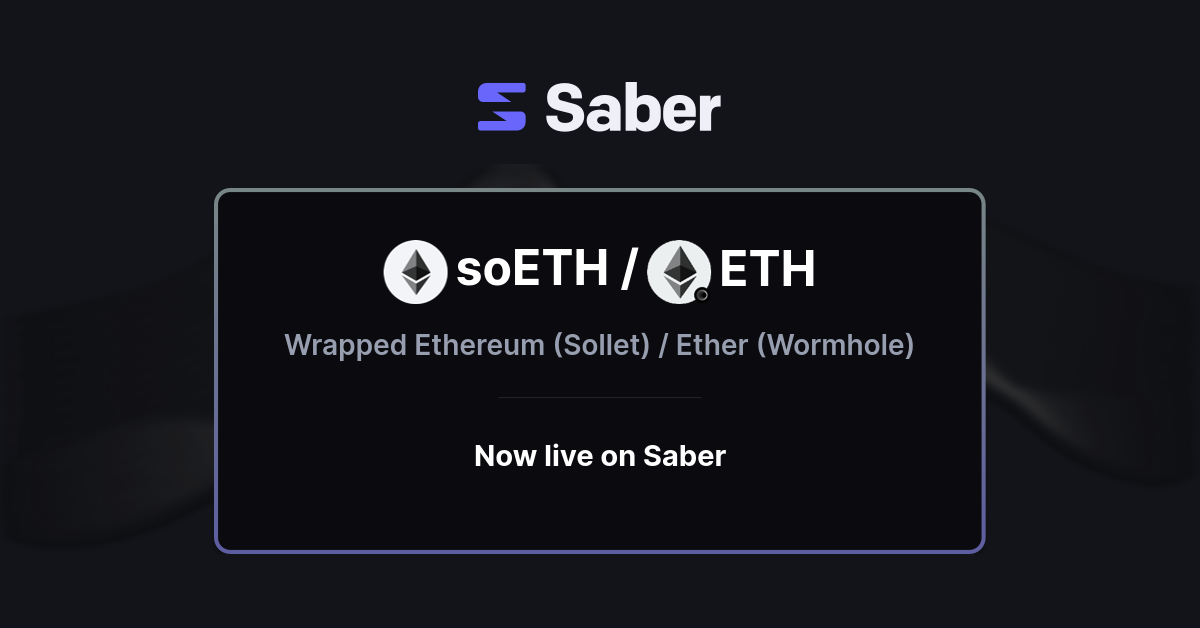 Saber
soETH / ETH
Wrapped Ethereum (Sollet) / Ether (Wormhole)
Now live on Saber